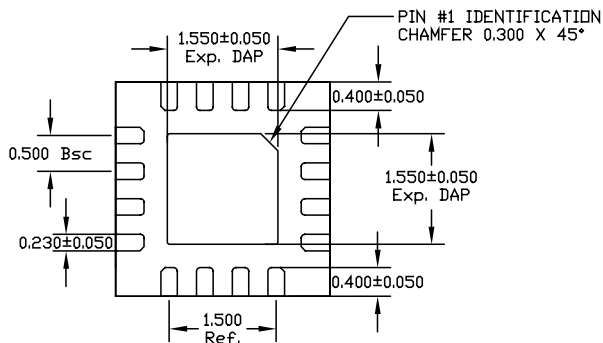 PIN #1 IDENTIFICATION
CHAMFER 0.300 X 45°
1.550±0.050
Exp. DAP
0.400±0.050
0.500 Bsc
1.550±0.050
Exp. DAP
0.230±0.050
0.400±0.050
1.500
Ref.